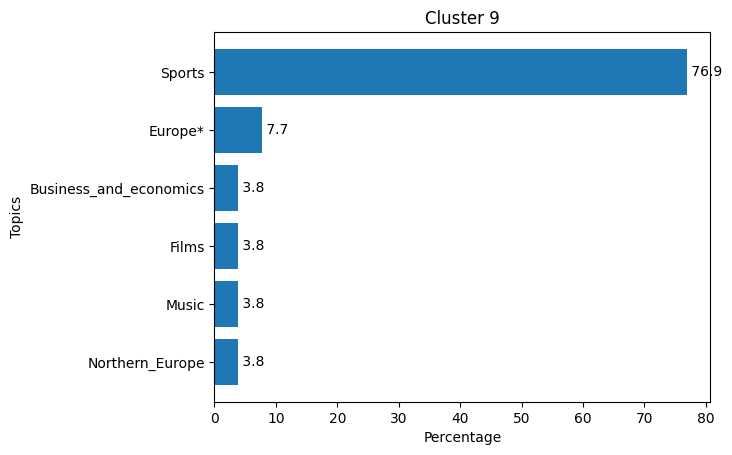 Cluster 9
Topics
Sports 76.9
Europe* 7.7
Business_and_economics 3.8
Films 3.8
Music 3.8
Northern_Europe 3.8
0 10 20 30 40 50 60 70 80
Percentage